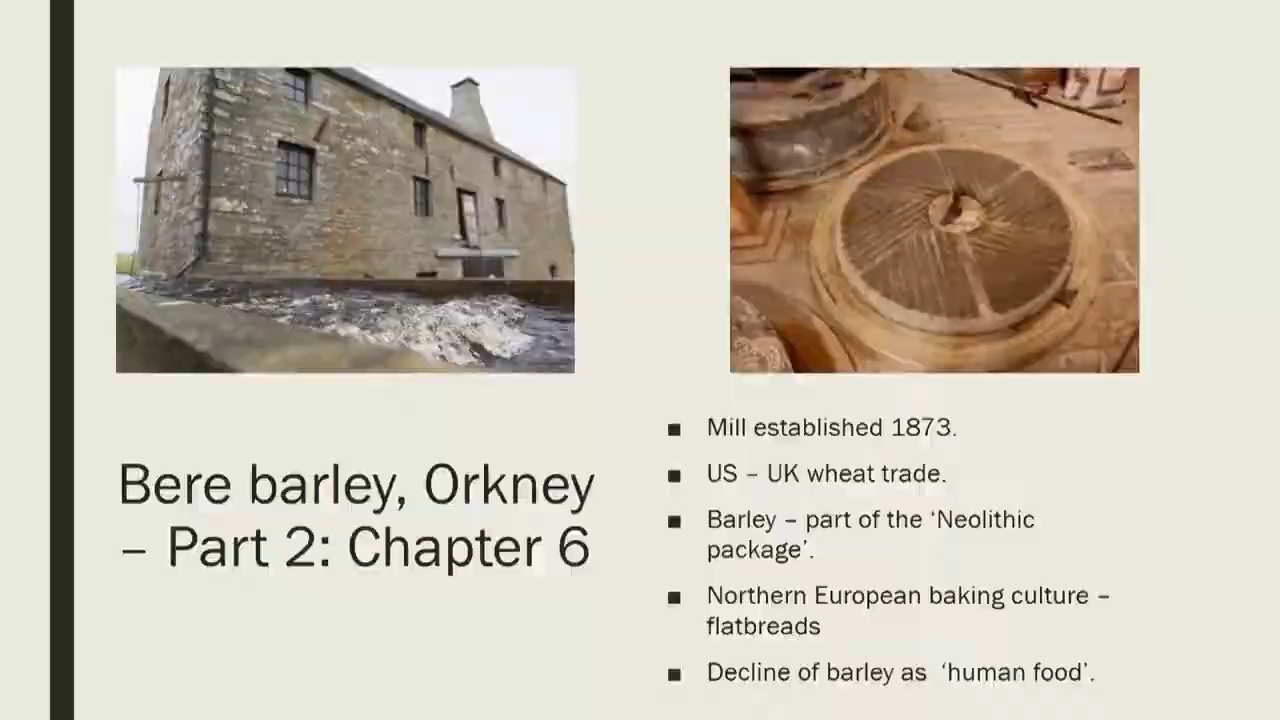 Bere barley, Orkney
– Part 2: Chapter 6
■ Mill established 1873.
■ US – UK wheat trade.
■ Barley – part of the ‘Neolithic
package’.
■ Northern European baking culture –
flatbreads
■ Decline of barley as ‘human food’.